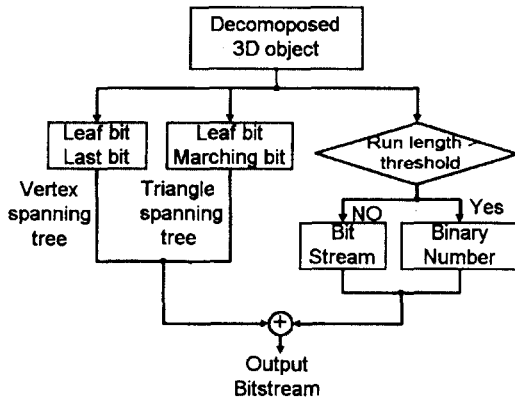 Decomoposed
3D object
Leaf bit
Last bit
Leaf bit
Marching bit
Run length >
threshold
Vertex
spanning
tree
Triangle
spanning
tree
NO
Yes
Bit
Stream
Binary
Number
+
Output
Bitstream